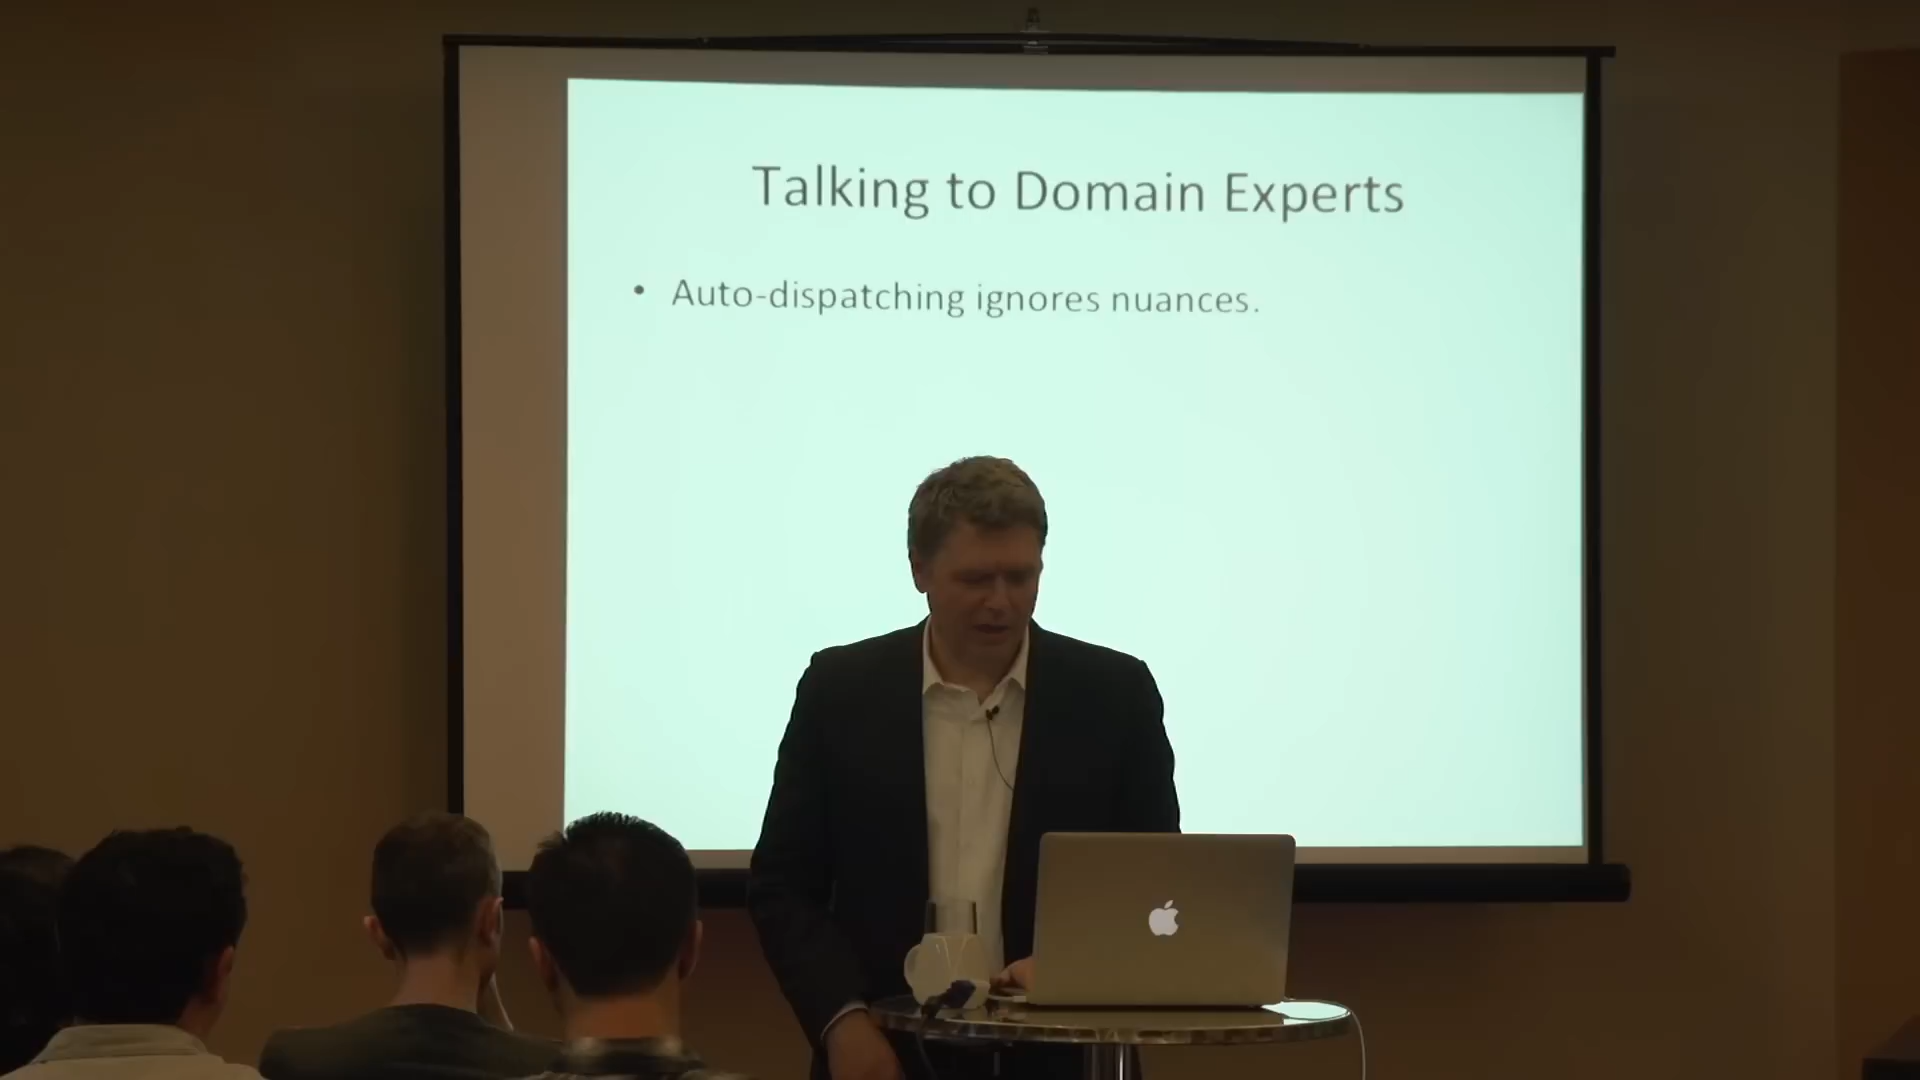 Talking to Domain Experts
• Auto-dispatching ignores nuances.